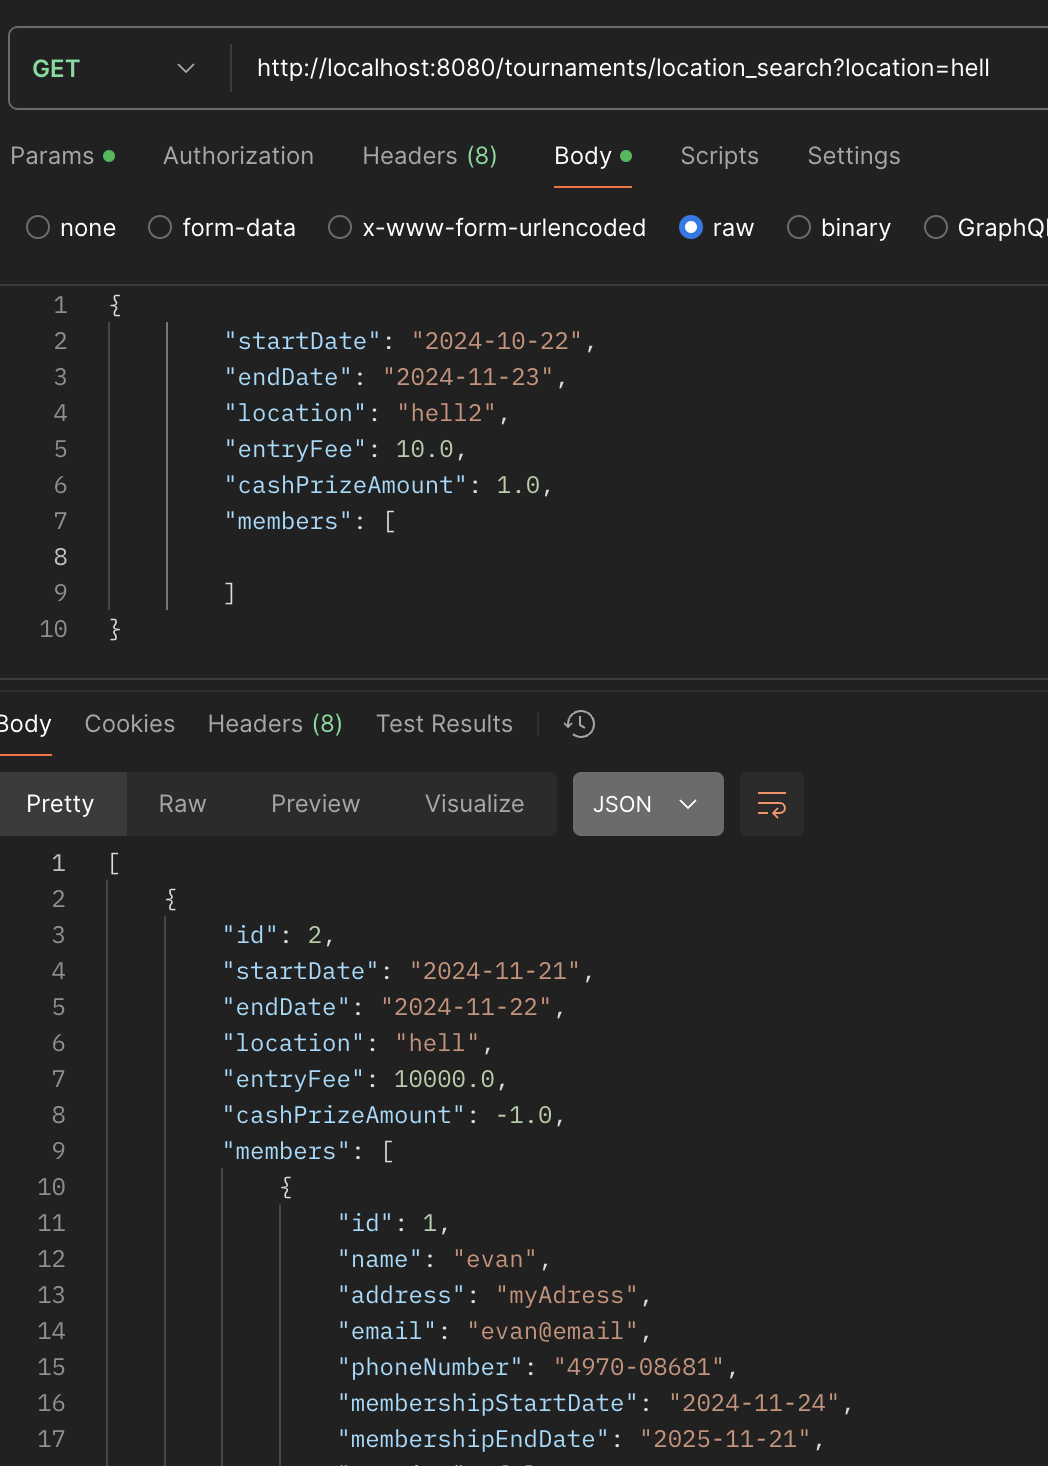 GET http://localhost:8080/tournaments/location_search?location=hell
Params Authorization Headers (8) Body Scripts Settings
none form-data x-www-form-urlencoded raw binary
1 {
2 "startDate": "2024-10-22",
3 "endDate": "2024-11-23",
4 "location": "hell2",
5 "entryFee": 10.0,
6 "cashPrizeAmount": 1.0,
7 "members": [
8
9 ]
10 }
Body Cookies Headers (8) Test Results
Pretty Raw Preview Visualize JSON
1 [
2 {
3 "id": 2,
4 "startDate": "2024-11-21",
5 "endDate": "2024-11-22",
6 "location": "hell",
7 "entryFee": 10000.0,
8 "cashPrizeAmount": -1.0,
9 "members": [
10 {
11 "id": 1,
12 "name": "evan",
13 "address": "myAdress",
14 "email": "evan@email",
15 "phoneNumber": "4970-08681",
16 "membershipStartDate": "2024-11-24",
17 "membershipEndDate": "2025-11-21",